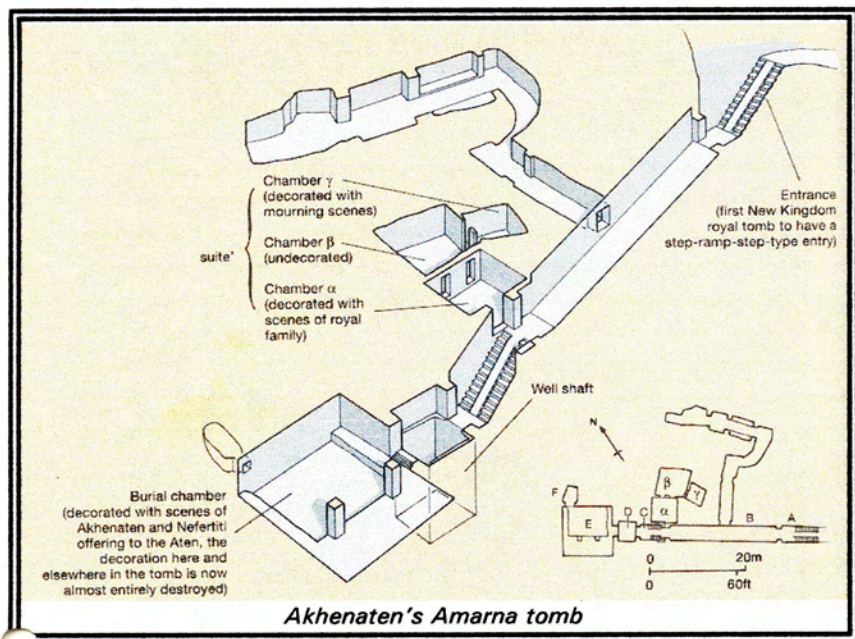 Chamber γ
(decorated with
mourning scenes)
Chamber β
(undecorated)
suite'
Chamber α
(decorated with
scenes of royal
family)
Entrance
(first New Kingdom
royal tomb to have a
step-ramp-step-type entry)
Well shaft
Burial chamber
(decorated with scenes of
Akhenaten and Nefertiti
offering to the Aten, the
decoration here and
elsewhere in the tomb is now
almost entirely destroyed)
N
β
γ
α
F
E
D
C
B
A
0 20m
0 60ft
Akhenaten's Amarna tomb